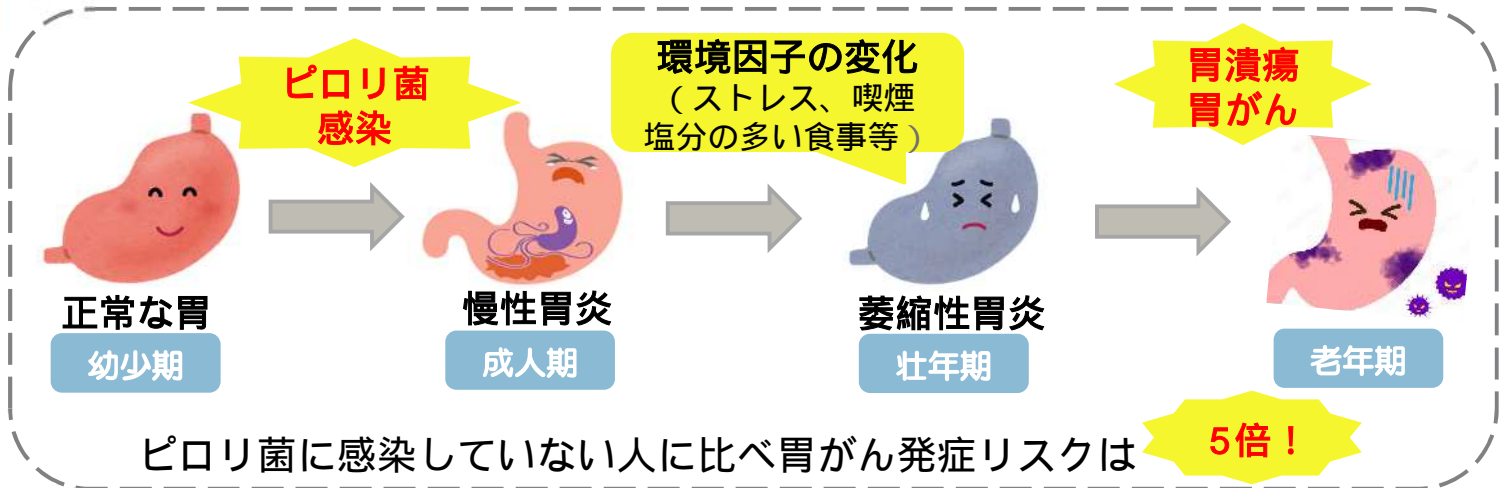 ピロリ菌
感染
環境因子の変化
（ストレス、喫煙
塩分の多い食事等）
胃潰瘍
胃がん
正常な胃
慢性胃炎
萎縮性胃炎
幼少期
成人期
壮年期
老年期
ピロリ菌に感染していない人に比べ胃がん発症リスクは 5倍！